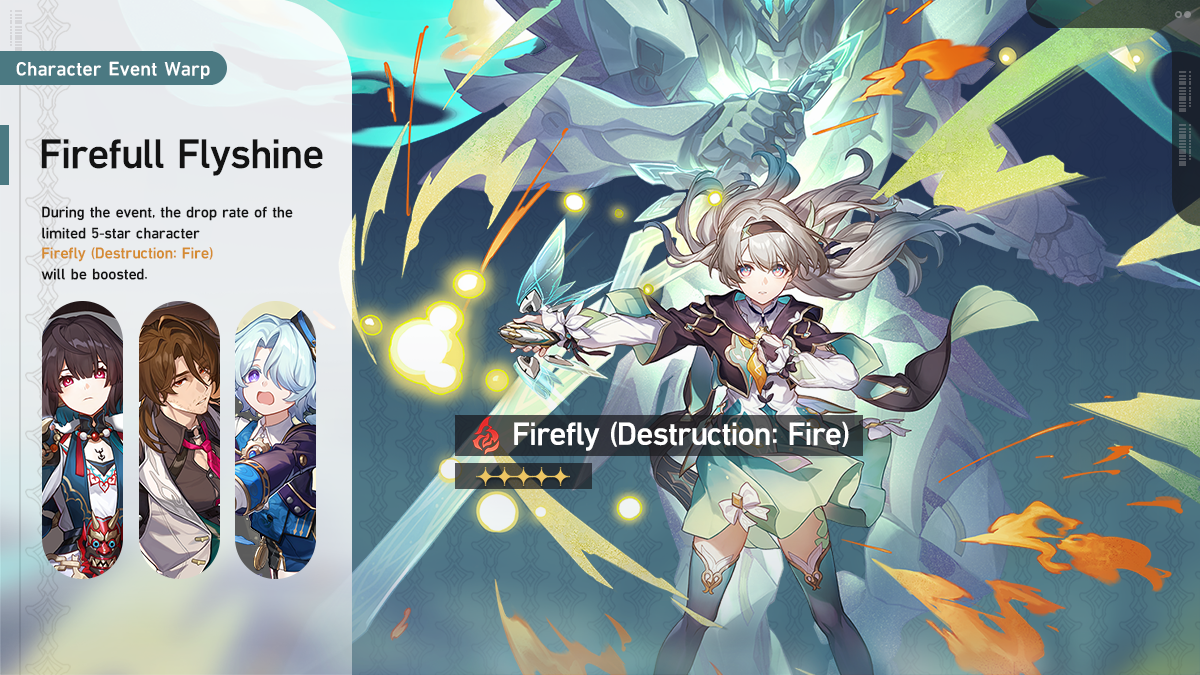 Character Event Warp
Firefull Flyshine
During the event, the drop rate of the
limited 5-star character
Firefly (Destruction: Fire)
will be boosted.
Firefly (Destruction: Fire)